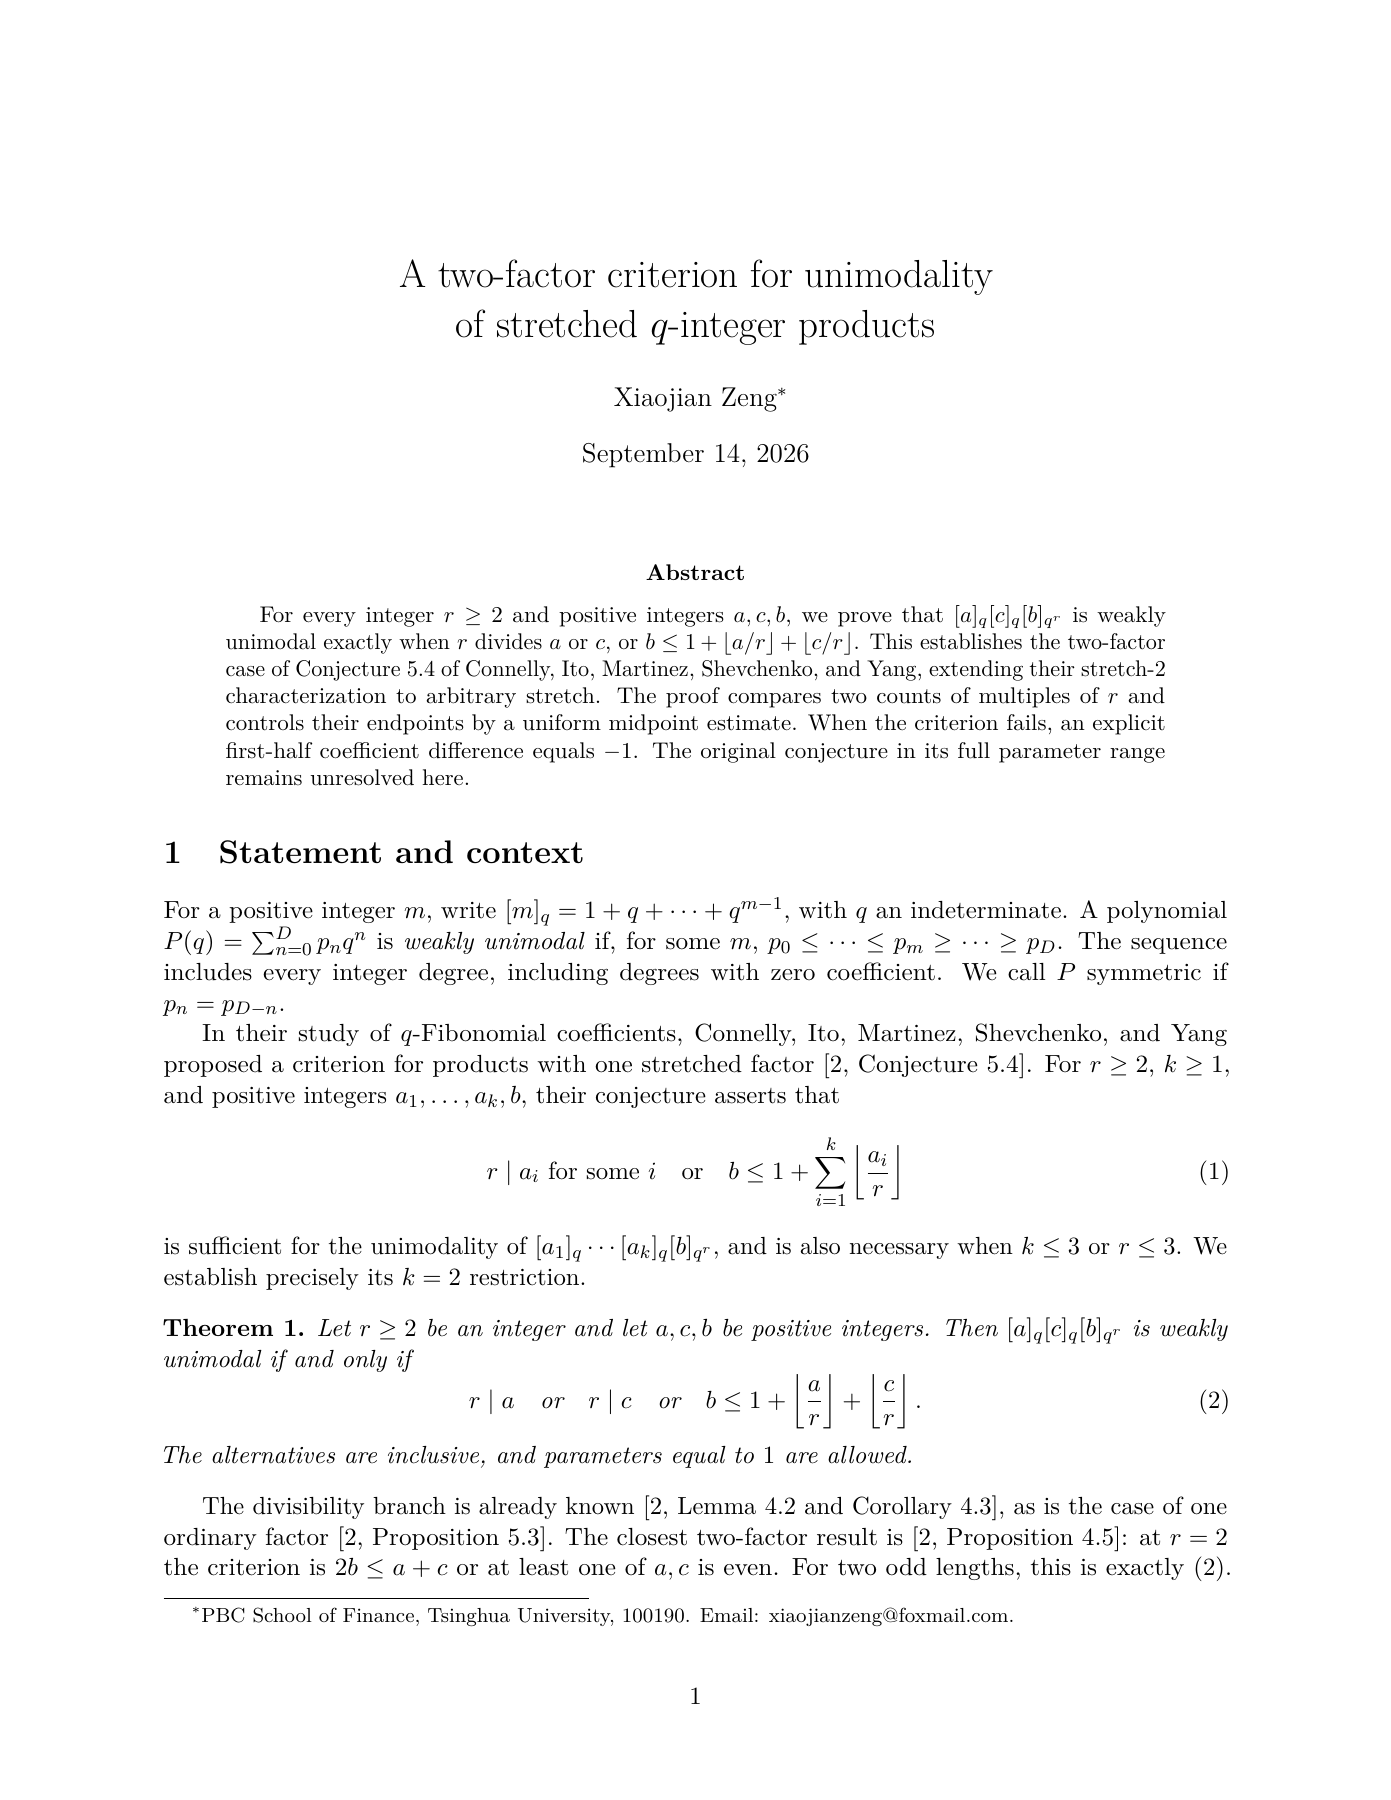 A two-factor criterion for unimodality
of stretched q-integer products
Xiaojian Zeng*
September 14, 2026
Abstract
For every integer r ≥ 2 and positive integers a, c, b, we prove that [a]_q[c]_q[b]_{q^r} is weakly
unimodal exactly when r divides a or c, or b ≤ 1 + ⌊a/r⌋ + ⌊c/r⌋. This establishes the two-factor
case of Conjecture 5.4 of Connelly, Ito, Martinez, Shevchenko, and Yang, extending their stretch-2
characterization to arbitrary stretch. The proof compares two counts of multiples of r and
controls their endpoints by a uniform midpoint estimate. When the criterion fails, an explicit
first-half coefficient difference equals −1. The original conjecture in its full parameter range
remains unresolved here.
1 Statement and context
For a positive integer m, write [m]_q = 1 + q + ··· + q^{m−1}, with q an indeterminate. A polynomial
P(q) = ∑_{n=0}^{D} p_n q^n is weakly unimodal if, for some m, p_0 ≤ ··· ≤ p_m ≥ ··· ≥ p_D. The sequence
includes every integer degree, including degrees with zero coefficient. We call P symmetric if
p_n = p_{D−n}.
In their study of q-Fibonomial coefficients, Connelly, Ito, Martinez, Shevchenko, and Yang
proposed a criterion for products with one stretched factor [2, Conjecture 5.4]. For r ≥ 2, k ≥ 1,
and positive integers a_1, . . . , a_k, b, their conjecture asserts that
r | a_i for some i or b ≤ 1 + ∑_{i=1}^{k} ⌊a_i/r⌋ (1)
is sufficient for the unimodality of [a_1]_q ··· [a_k]_q[b]_{q^r}, and is also necessary when k ≤ 3 or r ≤ 3. We
establish precisely its k = 2 restriction.
Theorem 1. Let r ≥ 2 be an integer and let a, c, b be positive integers. Then [a]_q[c]_q[b]_{q^r} is weakly
unimodal if and only if
r | a or r | c or b ≤ 1 + ⌊a/r⌋ + ⌊c/r⌋. (2)
The alternatives are inclusive, and parameters equal to 1 are allowed.
The divisibility branch is already known [2, Lemma 4.2 and Corollary 4.3], as is the case of one
ordinary factor [2, Proposition 5.3]. The closest two-factor result is [2, Proposition 4.5]: at r = 2
the criterion is 2b ≤ a + c or at least one of a, c is even. For two odd lengths, this is exactly (2).
*PBC School of Finance, Tsinghua University, 100190. Email: xiaojianzeng@foxmail.com.
1